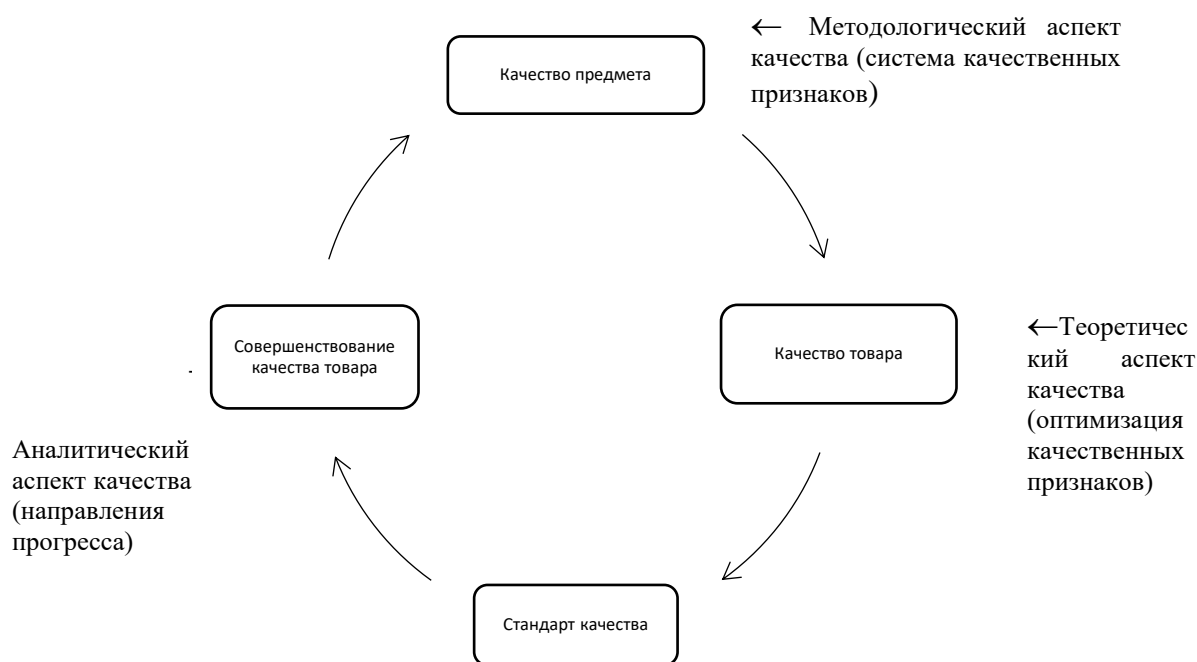 ← Методологический аспект
качества (система качественных
признаков)
Качество предмета
Совершенствование
качества товара
Качество товара
←Теоретичес
кий аспект
качества
(оптимизация
качественных
признаков)
Аналитический
аспект качества
(направления
прогресса)
Стандарт качества